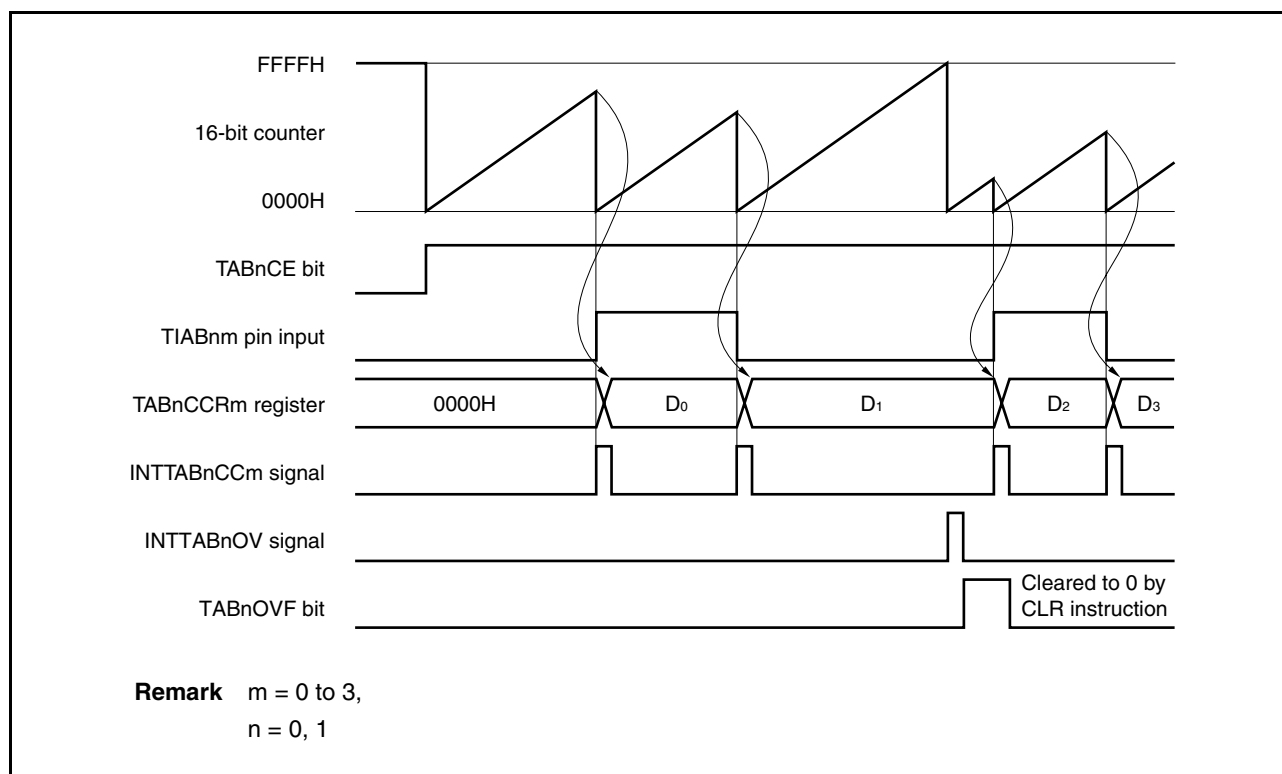 FFFFH
16-bit counter
0000H
TABnCE bit
TIABnm pin input
TABnCCRm register
0000H
D0
D1
D2
D3
INTTABnCCm signal
INTTABnOV signal
TABnOVF bit
Cleared to 0 by
CLR instruction
Remark m = 0 to 3,
n = 0, 1